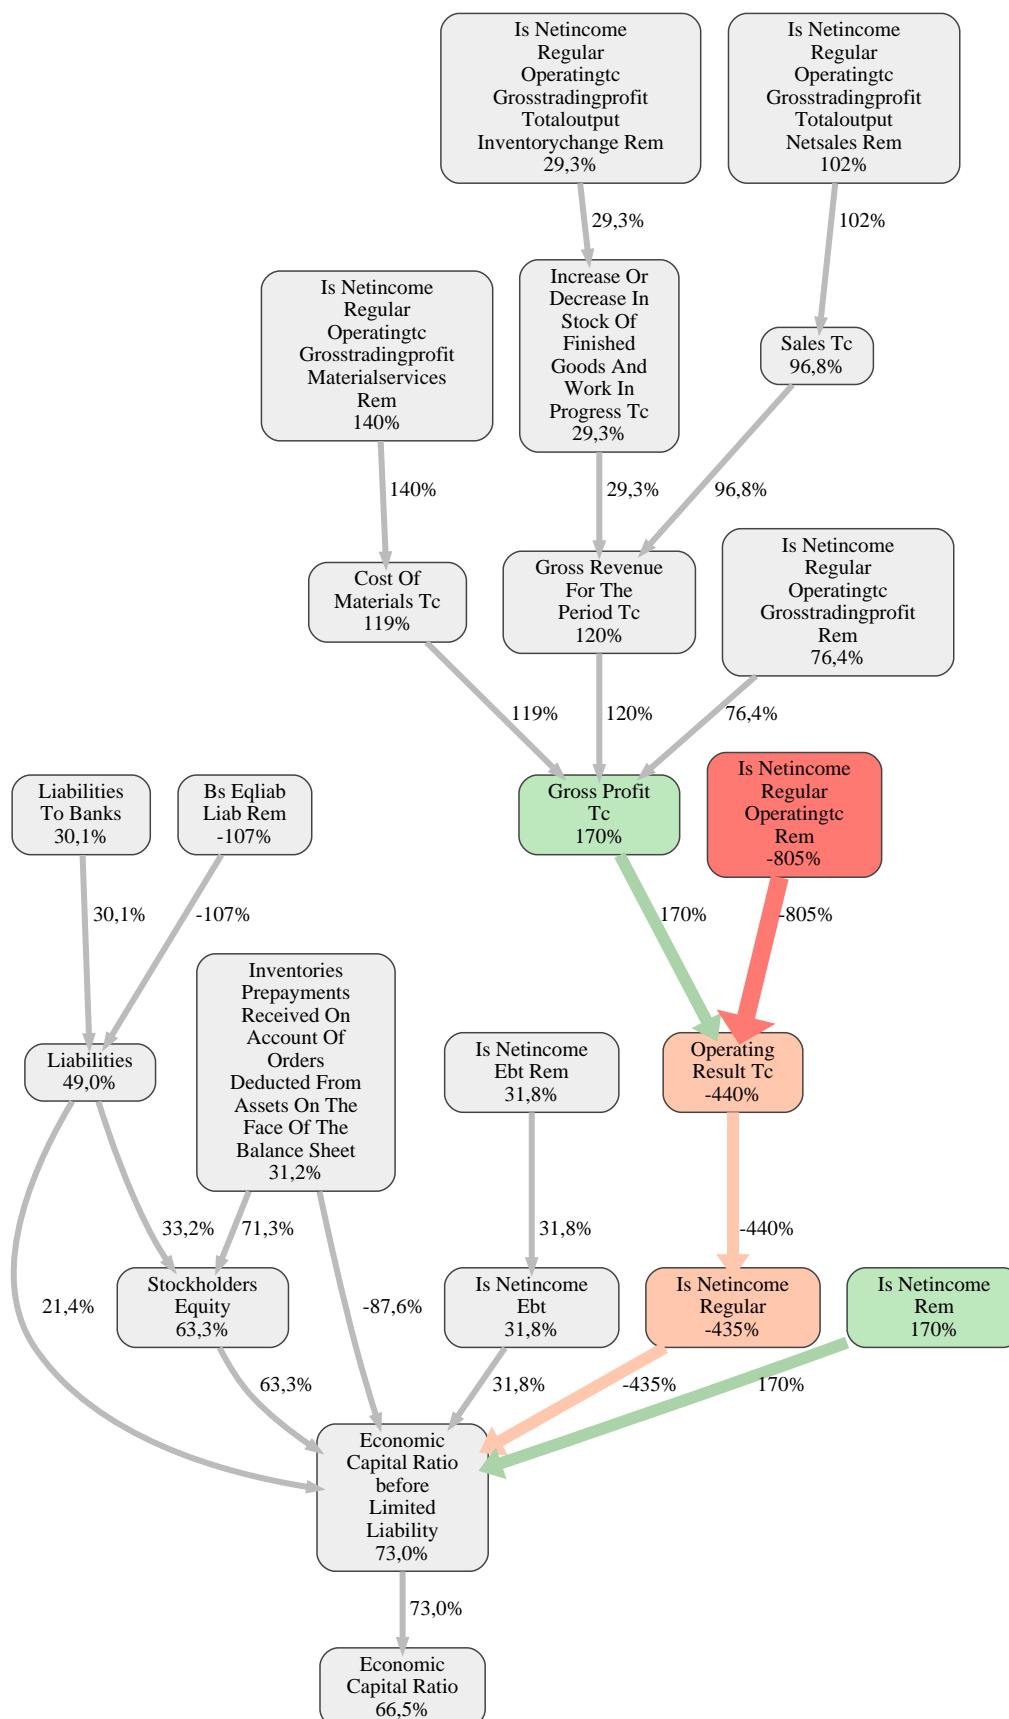 Is Netincome
Regular
Operatingtc
Grosstradingprofit
Totaloutput
Inventorychange Rem
29,3%
Is Netincome
Regular
Operatingtc
Grosstradingprofit
Totaloutput
Netsales Rem
102%
29,3%
102%
Is Netincome
Regular
Operatingtc
Grosstradingprofit
Materialservices
Rem
140%
Increase Or
Decrease In
Stock Of
Finished
Goods And
Work In
Progress Tc
29,3%
Sales Tc
96,8%
140%
29,3%
96,8%
Cost Of
Materials Tc
119%
Gross Revenue
For The
Period Tc
120%
Is Netincome
Regular
Operatingtc
Grosstradingprofit
Rem
76,4%
119%
120%
76,4%
Liabilities
To Banks
30,1%
Bs Eqliab
Liab Rem
-107%
Gross Profit
Tc
170%
Is Netincome
Regular
Operatingtc
Rem
-805%
30,1%
-107%
170%
-805%
Liabilities
49,0%
Inventories
Prepayments
Received On
Account Of
Orders
Deducted From
Assets On The
Face Of The
Balance Sheet
31,2%
Is Netincome
Ebt Rem
31,8%
Operating
Result Tc
-440%
33,2%
71,3%
31,8%
-440%
21,4%
Stockholders
Equity
63,3%
-87,6%
Is Netincome
Ebt
31,8%
Is Netincome
Regular
-435%
Is Netincome
Rem
170%
63,3%
31,8%
-435%
170%
Economic
Capital Ratio
before
Limited
Liability
73,0%
73,0%
Economic
Capital Ratio
66,5%